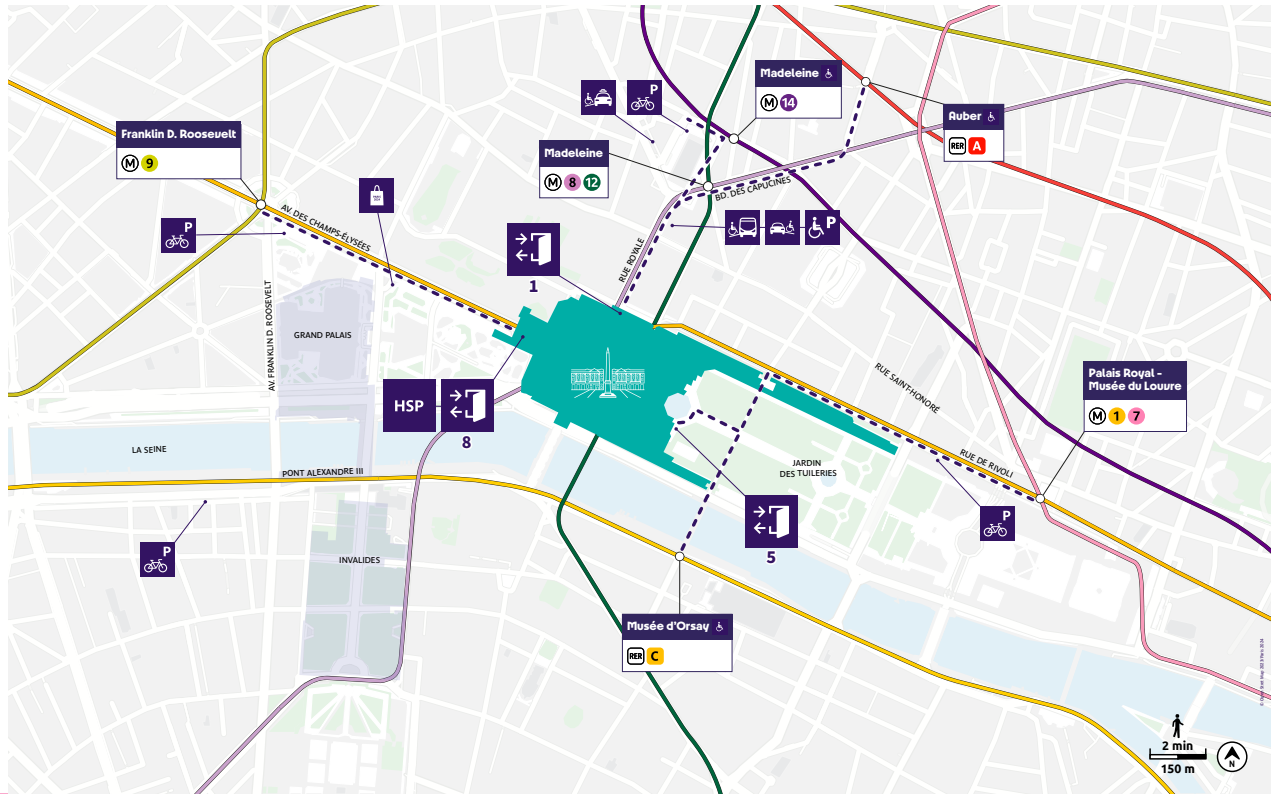 P
Madeleine
M 14
Auber
RER A
Franklin D. Roosevelt
M 9
Madeleine
M 8 12
BD. DES CAPUCINES
P
AV. DES CHAMPS-ÉLYSÉES
P
RUE ROYALE
1
AV. FRANKLIN D. ROOSEVELT
GRAND PALAIS
HSP
8
RUE SAINT-HONORÉ
Palais Royal -
Musée du Louvre
M 1 7
LA SEINE
PONT ALEXANDRE III
JARDIN
DES TUILERIES
RUE DE RIVOLI
P
5
P
INVALIDES
Musée d'Orsay
RER C
2 min
150 m